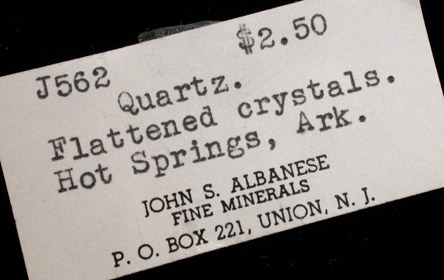 J562 $2.50
Quartz.
Flattened crystals.
Hot Springs, Ark.
JOHN S. ALBANESE
FINE MINERALS
P. O. BOX 221, UNION, N. J.